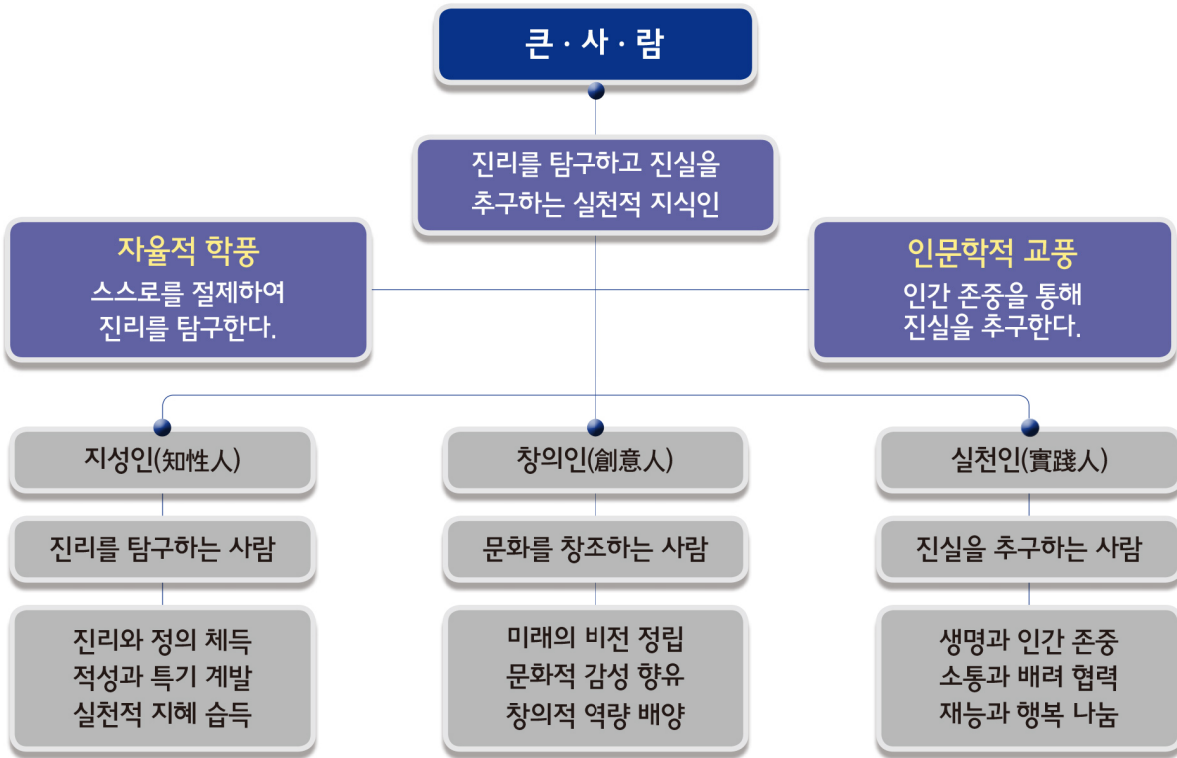 큰 · 사 · 람
진리를 탐구하고 진실을
추구하는 실천적 지식인
자율적 학풍
스스로를 절제하여
진리를 탐구한다.
인문학적 교풍
인간 존중을 통해
진실을 추구한다.
지성인(知性人)
진리를 탐구하는 사람
진리와 정의 체득
적성과 특기 계발
실천적 지혜 습득
창의인(創意人)
문화를 창조하는 사람
미래의 비전 정립
문화적 감성 향유
창의적 역량 배양
실천인(實踐人)
진실을 추구하는 사람
생명과 인간 존중
소통과 배려 협력
재능과 행복 나눔